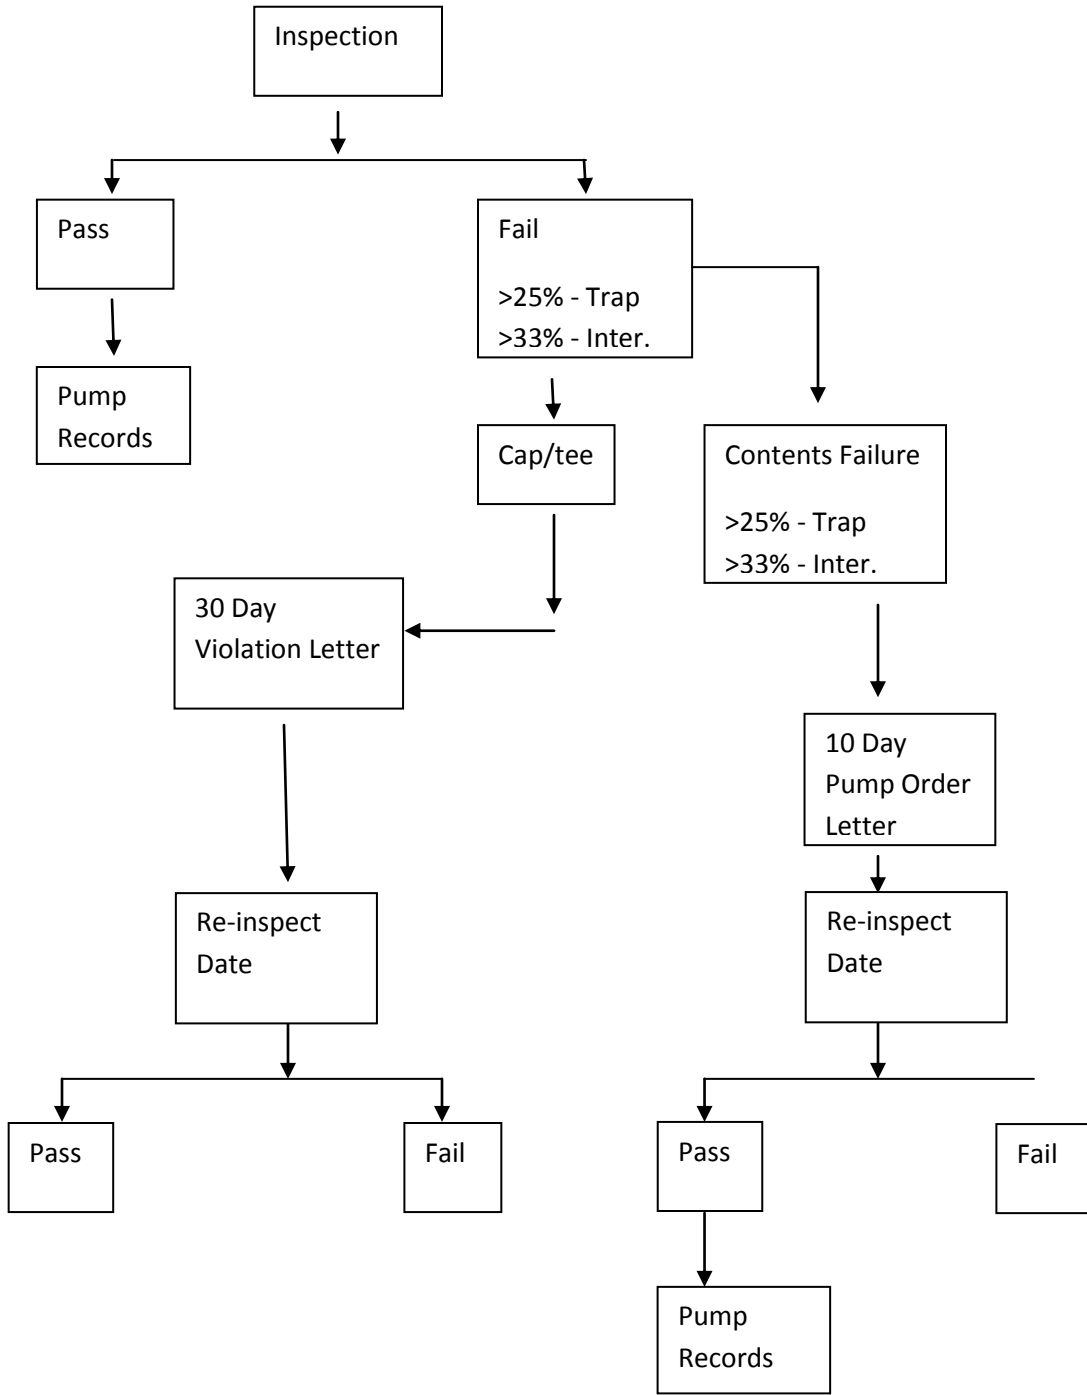 Inspection
Pass
Fail
>25% - Trap
>33% - Inter.
Pump
Records
Cap/tee
Contents Failure
>25% - Trap
>33% - Inter.
30 Day
Violation Letter
10 Day
Pump Order
Letter
Re-inspect
Date
Re-inspect
Date
Pass
Fail
Pass
Fail
Pump
Records